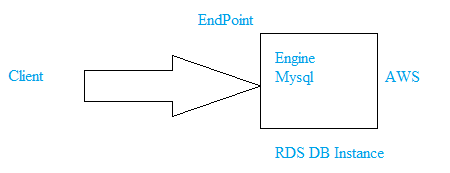 EndPoint
Client
Engine
Mysql
AWS
RDS DB Instance